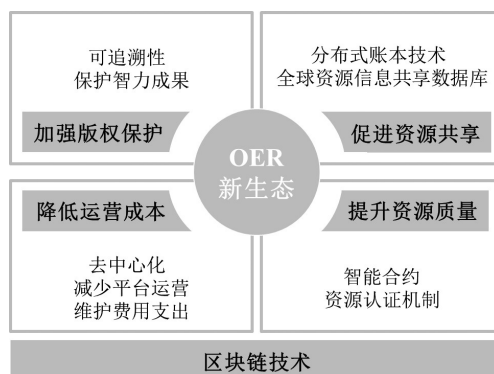 可追溯性
保护智力成果
加强版权保护
分布式账本技术
全球资源信息共享数据库
促进资源共享
OER
新生态
降低运营成本
去中心化
减少平台运营
维护费用支出
提升资源质量
智能合约
资源认证机制
区块链技术